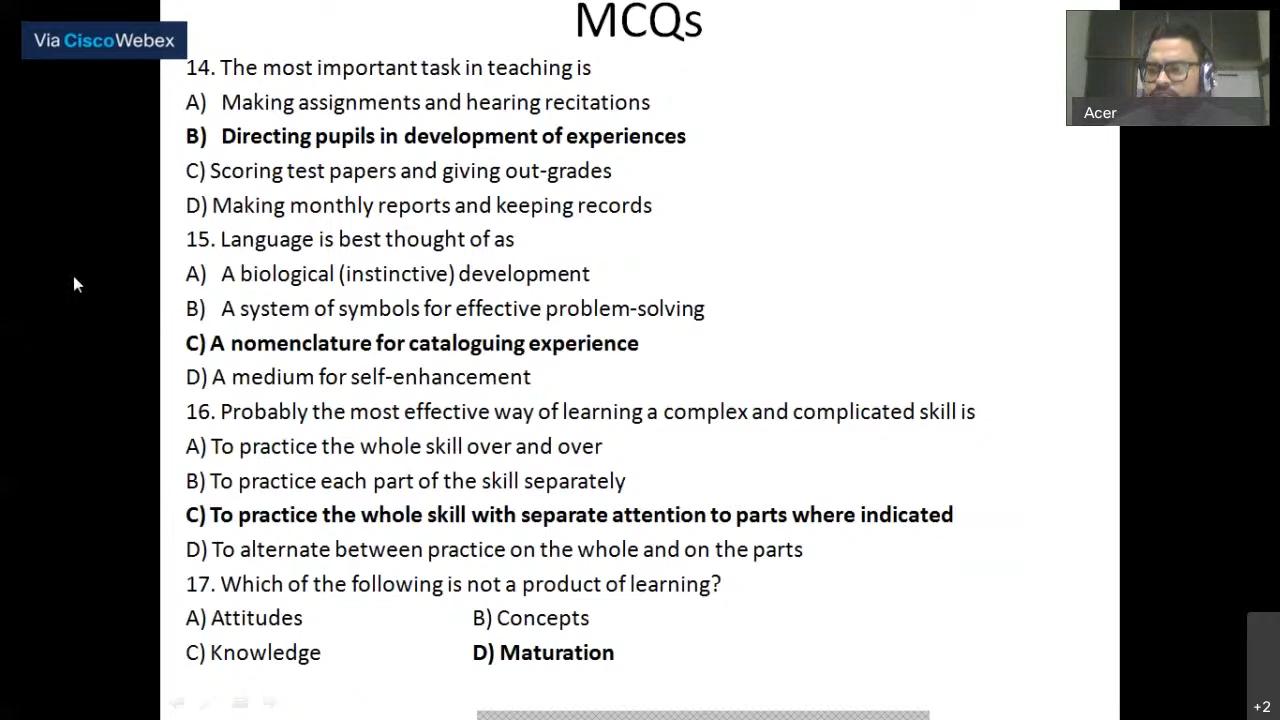 MCQs
Via CiscoWebex
14. The most important task in teaching is
A) Making assignments and hearing recitations
B) Directing pupils in development of experiences
C) Scoring test papers and giving out-grades
D) Making monthly reports and keeping records
15. Language is best thought of as
A) A biological (instinctive) development
B) A system of symbols for effective problem-solving
C) A nomenclature for cataloguing experience
D) A medium for self-enhancement
16. Probably the most effective way of learning a complex and complicated skill is
A) To practice the whole skill over and over
B) To practice each part of the skill separately
C) To practice the whole skill with separate attention to parts where indicated
D) To alternate between practice on the whole and on the parts
17. Which of the following is not a product of learning?
A) Attitudes B) Concepts
C) Knowledge D) Maturation
Acer
+2